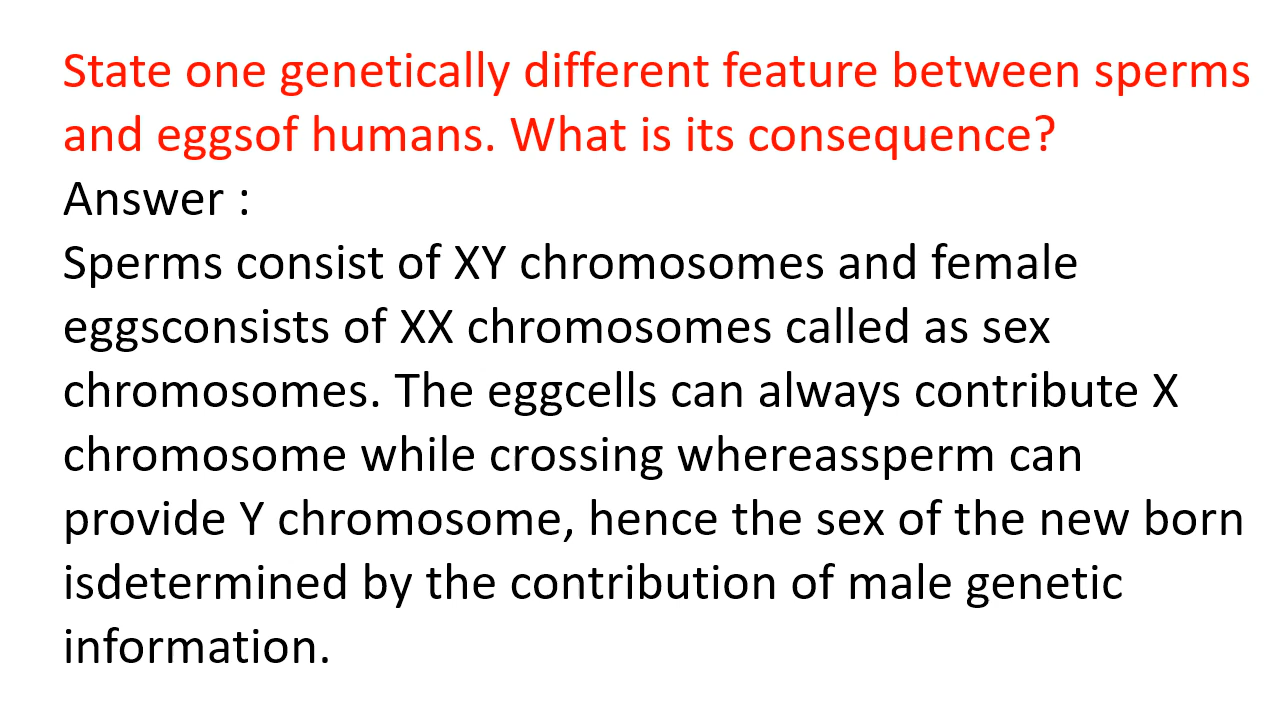 State one genetically different feature between sperms
and eggsof humans. What is its consequence?
Answer :
Sperms consist of XY chromosomes and female
eggsconsists of XX chromosomes called as sex
chromosomes. The eggcells can always contribute X
chromosome while crossing whereassperm can
provide Y chromosome, hence the sex of the new born
isdetermined by the contribution of male genetic
information.